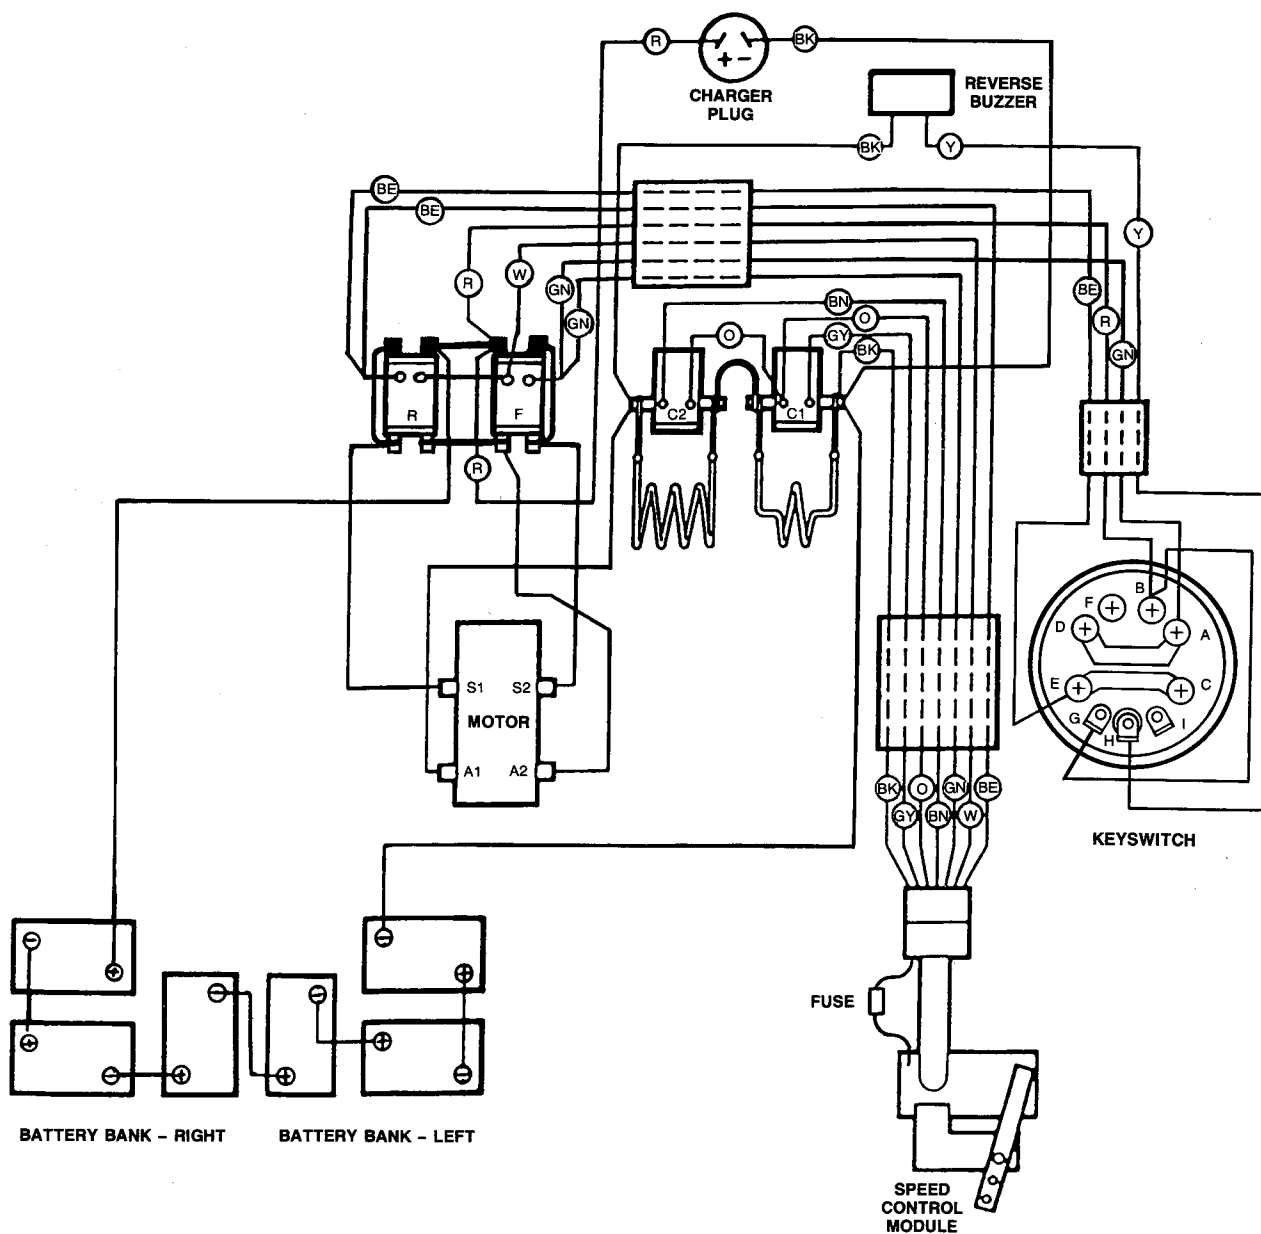 R
BK
+ −
CHARGER
PLUG
REVERSE
BUZZER
BK
Y
BE
BE
Y
R
W
GN
GN
BE
R
GN
BN
O
O
GY
BK
R
F
C2
C1
R
B
F
D
A
E
C
G
H
I
S1
S2
MOTOR
A1
A2
BK
O
GN
BE
GY
BN
W
KEYSWITCH
FUSE
BATTERY BANK – RIGHT
BATTERY BANK – LEFT
SPEED
CONTROL
MODULE